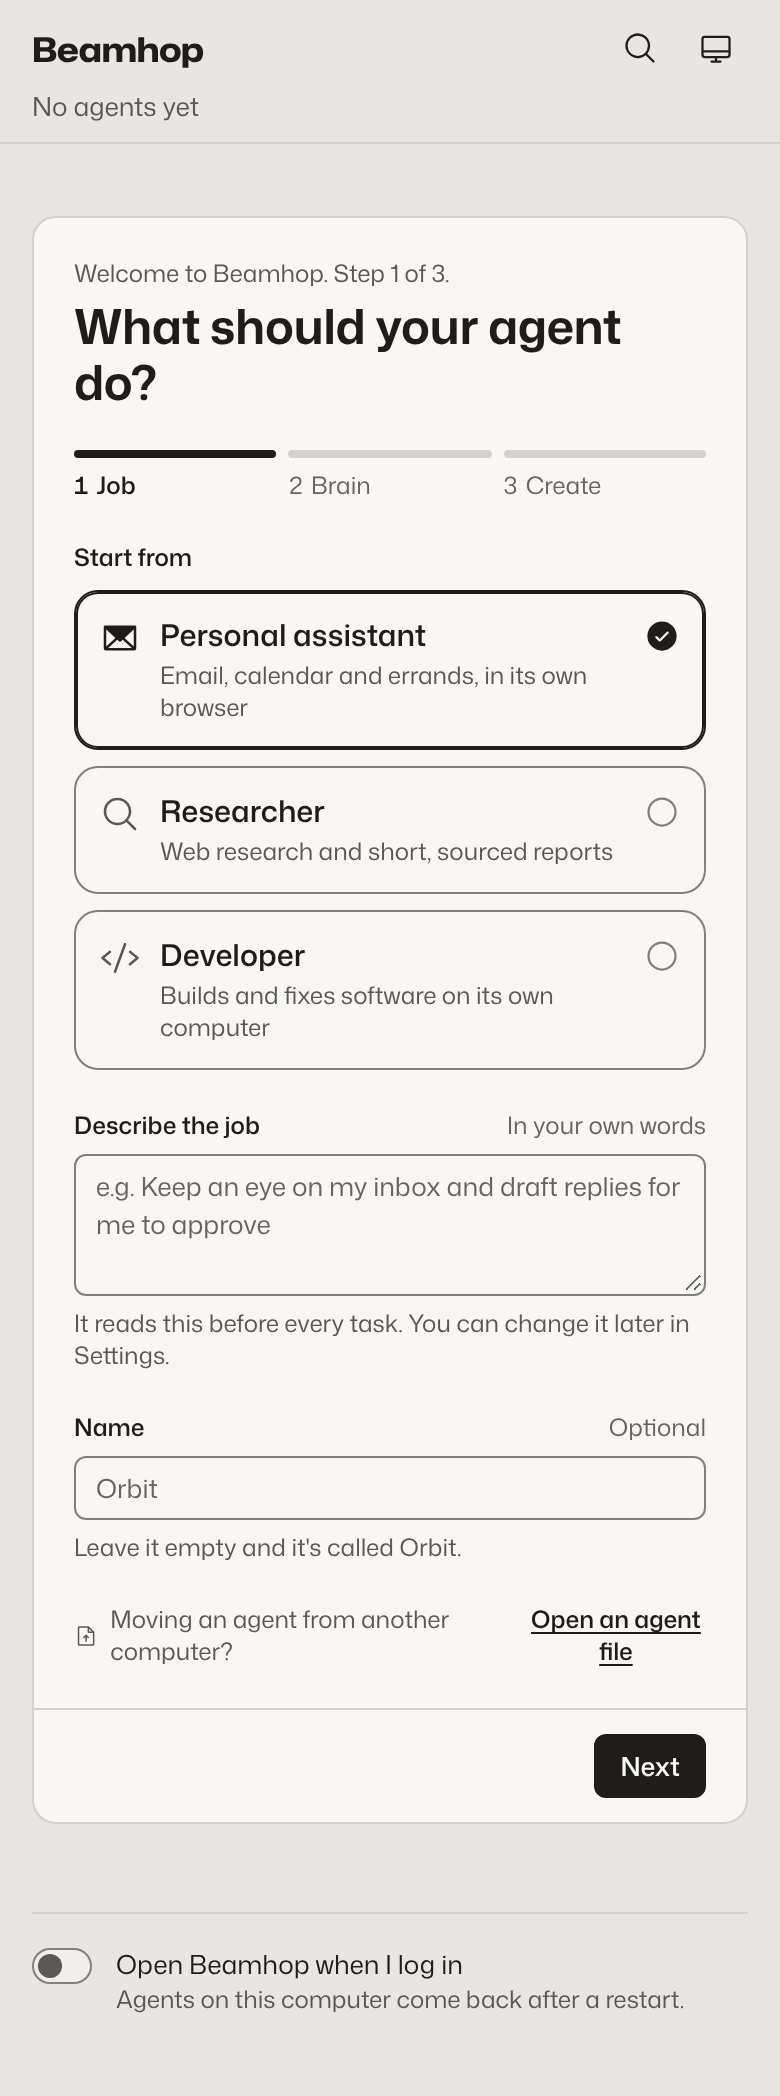 Beamhop
No agents yet
Welcome to Beamhop. Step 1 of 3.
What should your agent
do?
1 Job
2 Brain
3 Create
Start from
Personal assistant
Email, calendar and errands, in its own
browser
Researcher
Web research and short, sourced reports
Developer
Builds and fixes software on its own
computer
Describe the job
In your own words
e.g. Keep an eye on my inbox and draft replies for
me to approve
It reads this before every task. You can change it later in
Settings.
Name
Optional
Orbit
Leave it empty and it's called Orbit.
Moving an agent from another
computer?
Open an agent
file
Next
Open Beamhop when I log in
Agents on this computer come back after a restart.